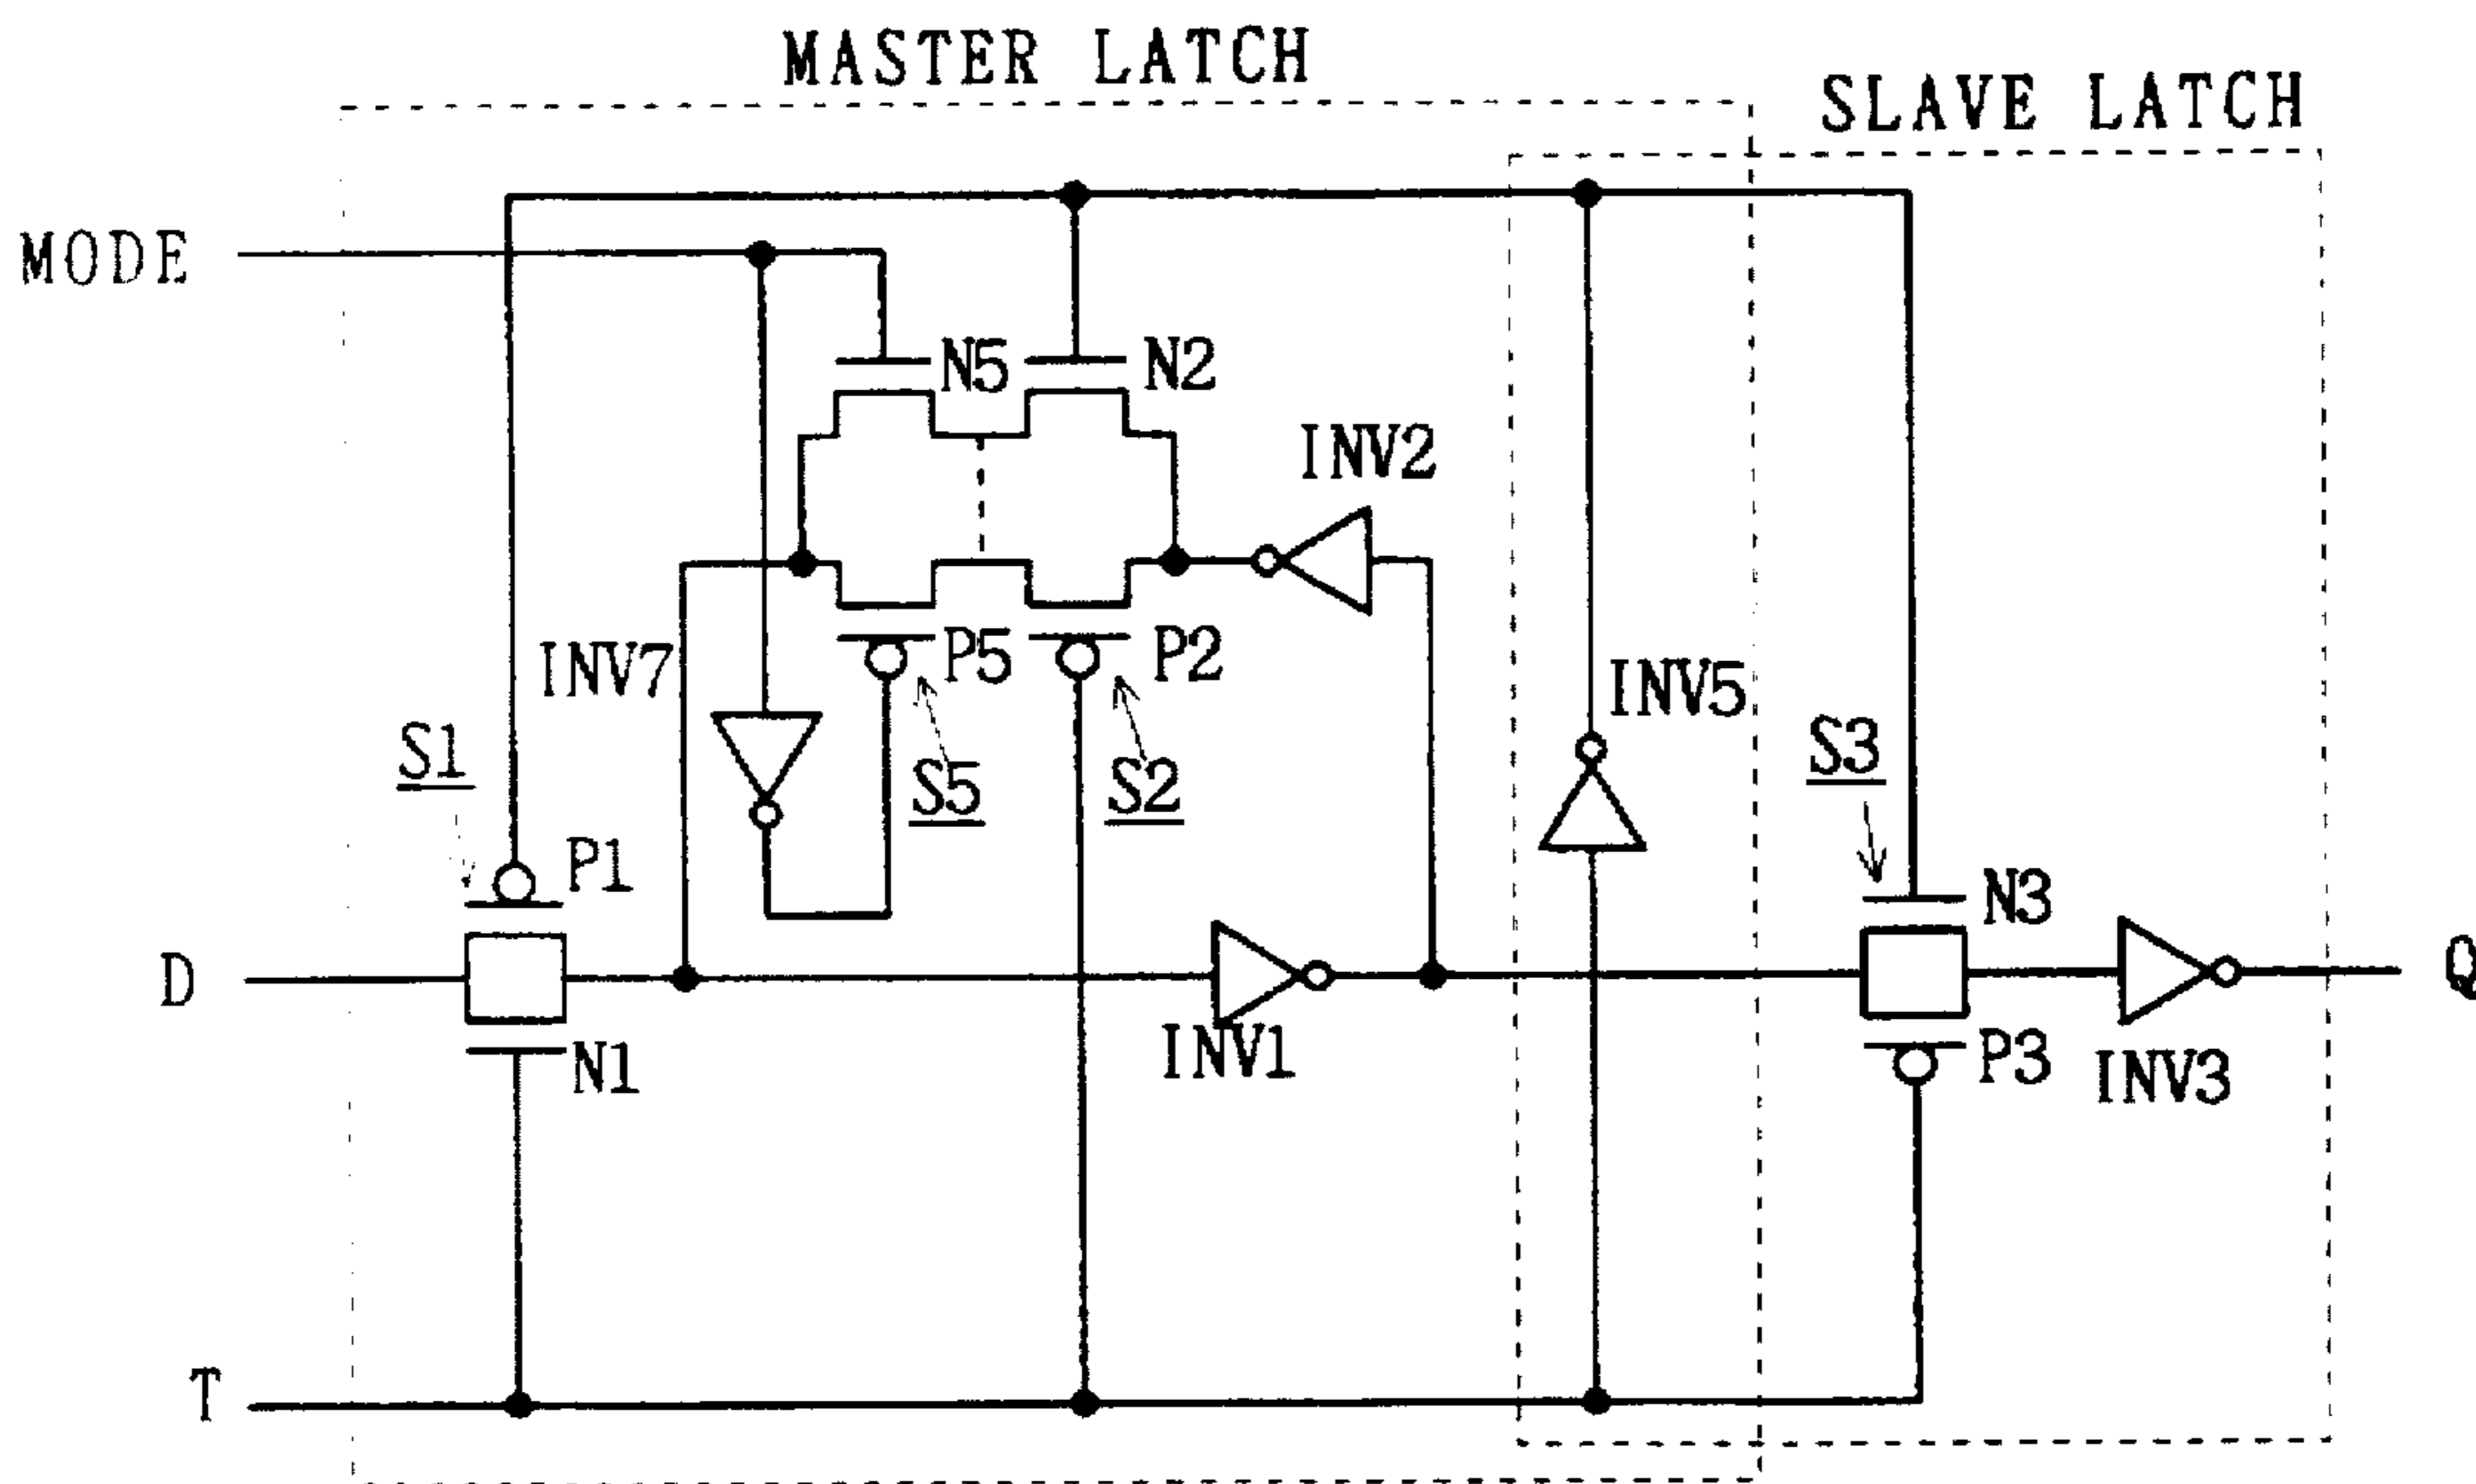 MASTER LATCH
SLAVE LATCH
MODE
N5
N2
INV2
INV7
P5
P2
INV5
S1
S5
S2
S3
P1
N3
D
Q
INV1
N1
P3
INV3
T